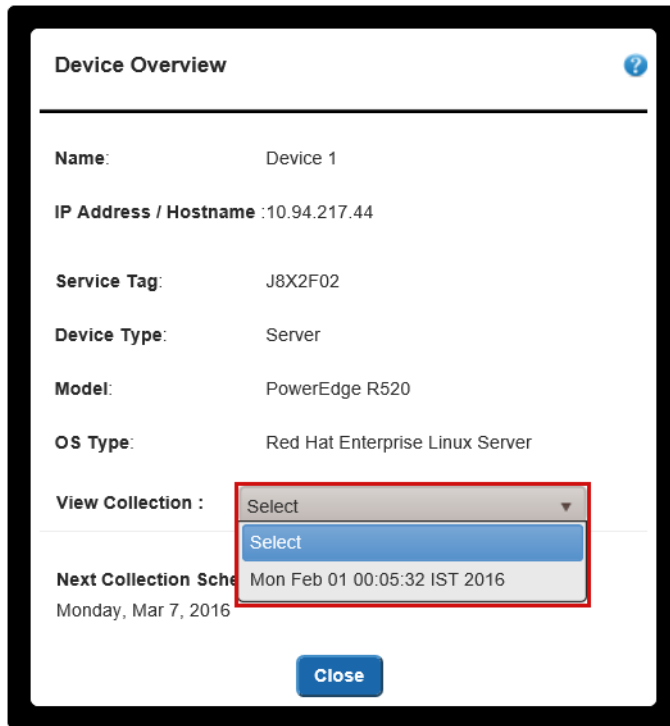 Device Overview
?
Name: Device 1
IP Address / Hostname :10.94.217.44
Service Tag: J8X2F02
Device Type: Server
Model: PowerEdge R520
OS Type: Red Hat Enterprise Linux Server
View Collection : Select
Select
Mon Feb 01 00:05:32 IST 2016
Next Collection Sche
Monday, Mar 7, 2016
Close